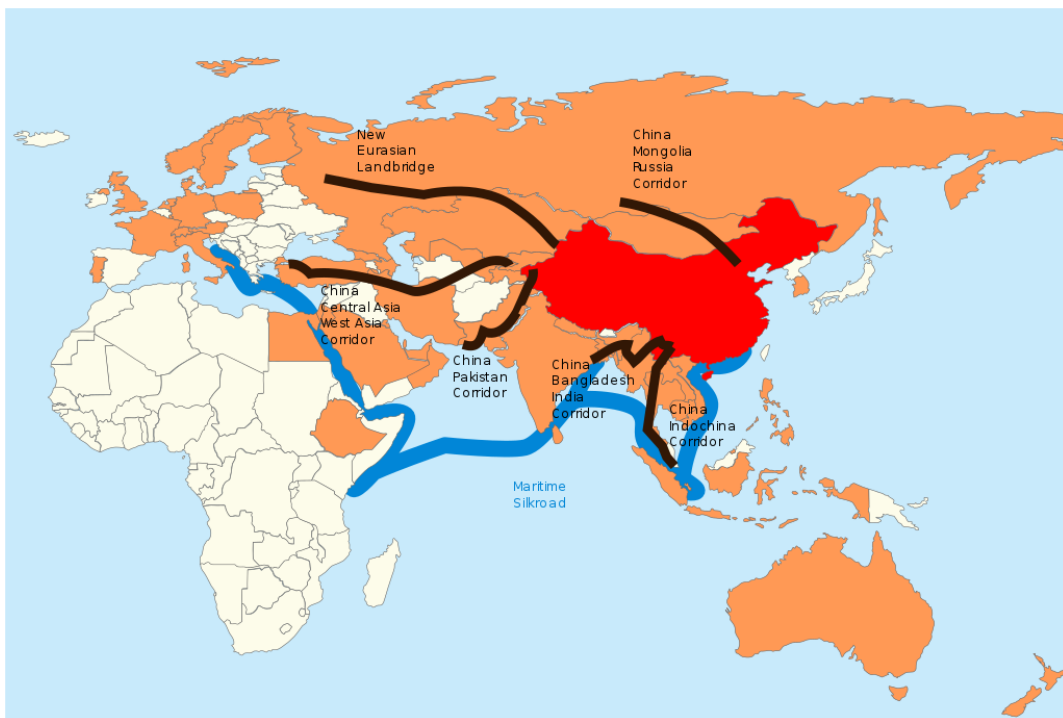 New
Eurasian
Landbridge
China
Mongolia
Russia
Corridor
China
Central Asia
West Asia
Corridor
China
Pakistan
Corridor
China
Bangladesh
India
Corridor
China
Indochina
Corridor
Maritime
Silkroad